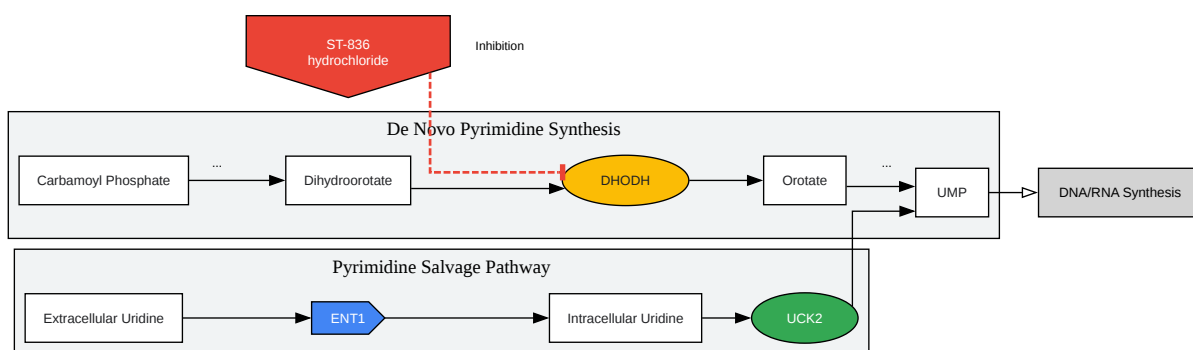 ST-836
hydrochloride
Inhibition
De Novo Pyrimidine Synthesis
Carbamoyl Phosphate
...
Dihydroorotate
DHODH
Orotate
...
UMP
DNA/RNA Synthesis
Pyrimidine Salvage Pathway
Extracellular Uridine
ENT1
Intracellular Uridine
UCK2